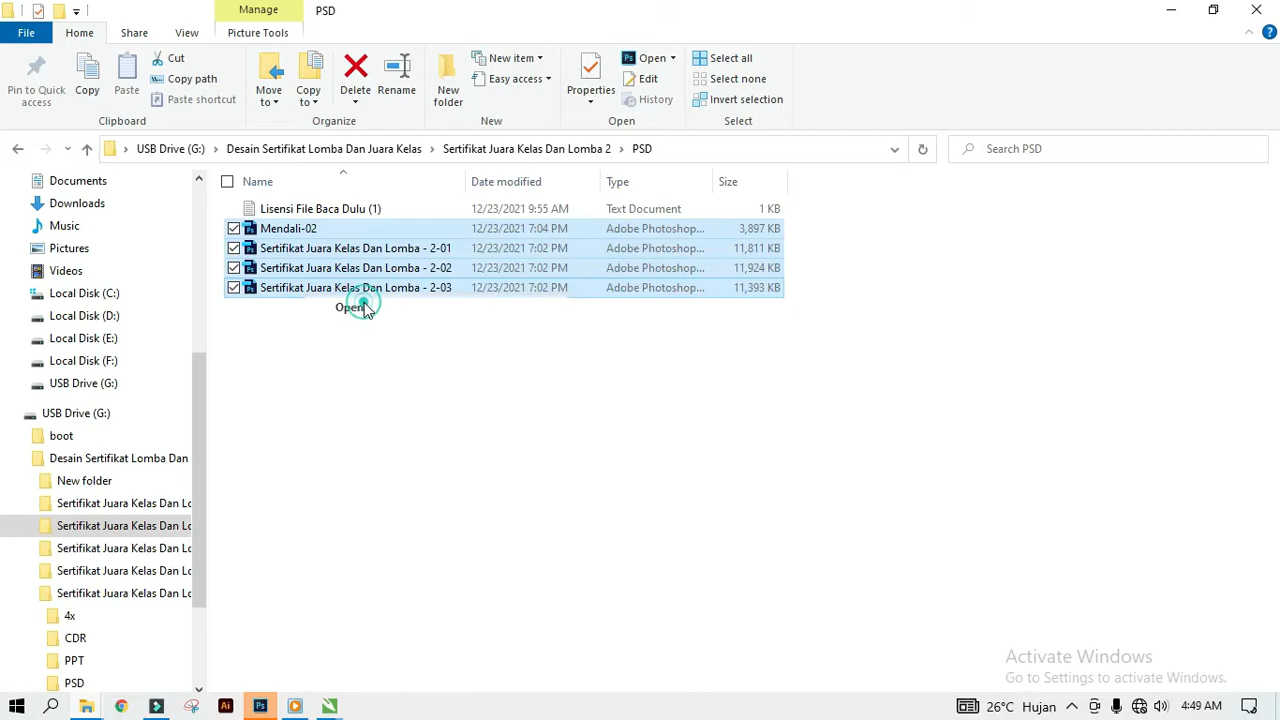 Manage
PSD
File
Home
Share
View
Picture Tools
Pin to Quick access
Copy
Paste
Cut
Copy path
Paste shortcut
Clipboard
Move to
Copy to
Delete
Rename
Organize
New folder
New item
Easy access
New
Properties
Open
Edit
History
Open
Select all
Select none
Invert selection
Select
USB Drive (G:) Desain Sertifikat Lomba Dan Juara Kelas Sertifikat Juara Kelas Dan Lomba 2 PSD
Search PSD
Documents
Downloads
Music
Pictures
Videos
Local Disk (C:)
Local Disk (D:)
Local Disk (E:)
Local Disk (F:)
USB Drive (G:)
USB Drive (G:)
boot
Desain Sertifikat Lomba Dan
New folder
Sertifikat Juara Kelas Dan Lo
Sertifikat Juara Kelas Dan Lo
Sertifikat Juara Kelas Dan Lo
Sertifikat Juara Kelas Dan Lo
Sertifikat Juara Kelas Dan Lo
4x
CDR
PPT
PSD
Name Date modified Type Size
Lisensi File Baca Dulu (1) 12/23/2021 9:55 AM Text Document 1 KB
Mendali-02 12/23/2021 7:04 PM Adobe Photoshop... 3,897 KB
Sertifikat Juara Kelas Dan Lomba - 2-01 12/23/2021 7:02 PM Adobe Photoshop... 11,811 KB
Sertifikat Juara Kelas Dan Lomba - 2-02 12/23/2021 7:02 PM Adobe Photoshop... 11,924 KB
Sertifikat Juara Kelas Dan Lomba - 2-03 12/23/2021 7:02 PM Adobe Photoshop... 11,393 KB
Open
Activate Windows
Go to Settings to activate Windows.
26°C Hujan
4:49 AM